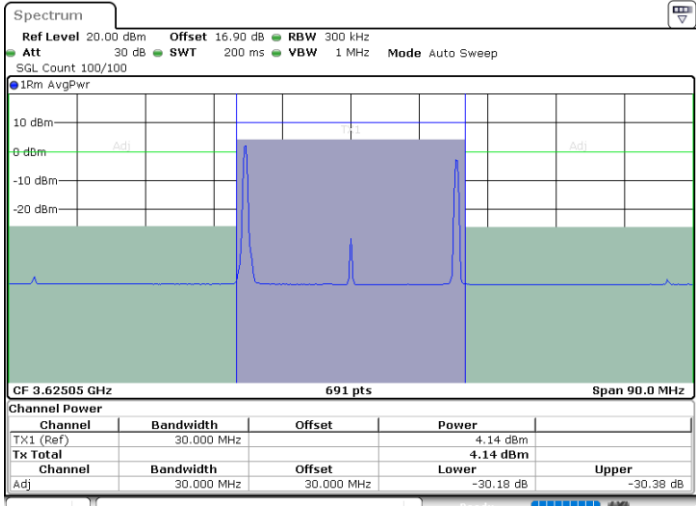 Spectrum
Ref Level 20.00 dBm Offset 16.90 dB RBW 300 kHz
Att 30 dB SWT 200 ms VBW 1 MHz Mode Auto Sweep
SGL Count 100/100
1Rm AvgPwr
10 dBm
Adj TX1 Adj
0 dBm
-10 dBm
-20 dBm
CF 3.62505 GHz 691 pts Span 90.0 MHz
Channel Power
Channel Bandwidth Offset Power
TX1 (Ref) 30.000 MHz 4.14 dBm
Tx Total 4.14 dBm
Channel Bandwidth Offset Lower Upper
Adj 30.000 MHz 30.000 MHz -30.18 dB -30.38 dB